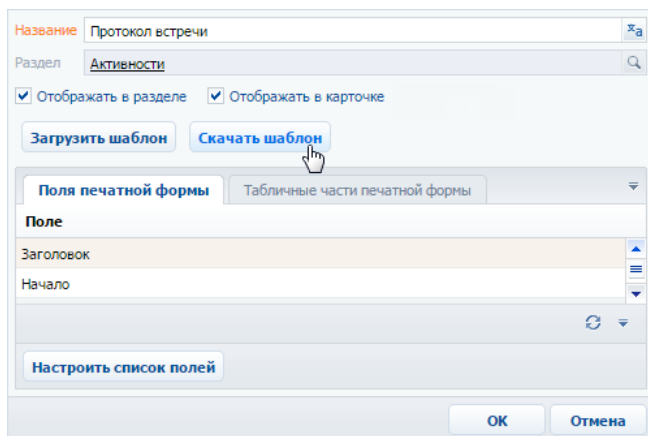 Название Протокол встречи
Раздел Активности
Отображать в разделе Отображать в карточке
Загрузить шаблон Скачать шаблон
Поля печатной формы Табличные части печатной формы
Поле
Заголовок
Начало
Настроить список полей
ОК Отмена